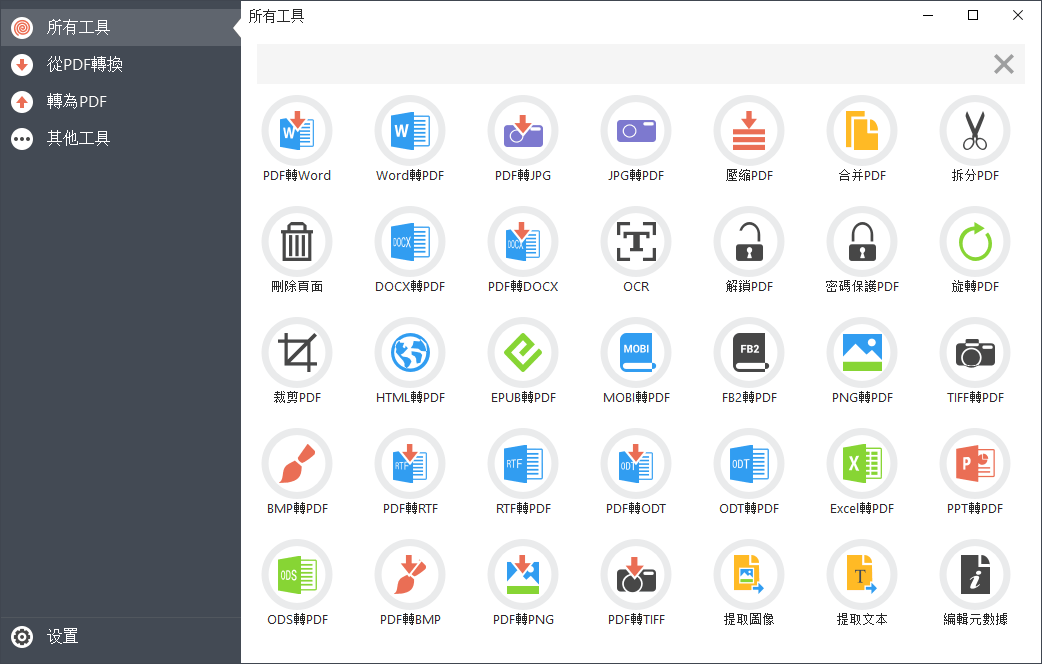 所有工具
從PDF轉換
轉為PDF
其他工具
设置
所有工具
W W
PDF轉Word Word轉PDF PDF轉JPG JPG轉PDF 壓缩PDF 合并PDF 拆分PDF
DOCX DOCX T
刪除頁面 DOCX轉PDF PDF轉DOCX OCR 解鎖PDF 密碼保護PDF 旋轉PDF
MOBI FB2
裁剪PDF HTML轉PDF EPUB轉PDF MOBI轉PDF FB2轉PDF PNG轉PDF TIFF轉PDF
RTF RTF ODT ODT X P
BMP轉PDF PDF轉RTF RTF轉PDF PDF轉ODT ODT轉PDF Excel轉PDF PPT轉PDF
ODS T i
ODS轉PDF PDF轉BMP PDF轉PNG PDF轉TIFF 提取圖像 提取文本 編輯元數據